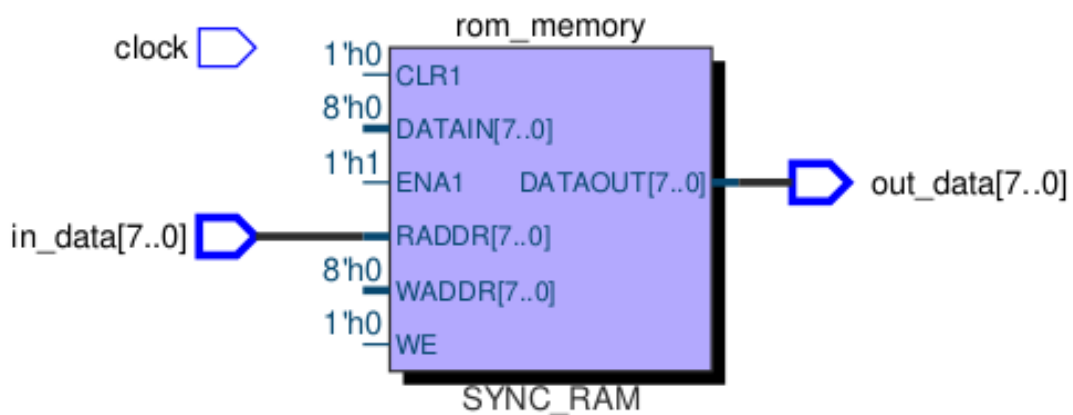 rom_memory
clock
1'h0
CLR1
8'h0
DATAIN[7..0]
1'h1
ENA1
DATAOUT[7..0]
out_data[7..0]
in_data[7..0]
RADDR[7..0]
8'h0
WADDR[7..0]
1'h0
WE
SYNC_RAM